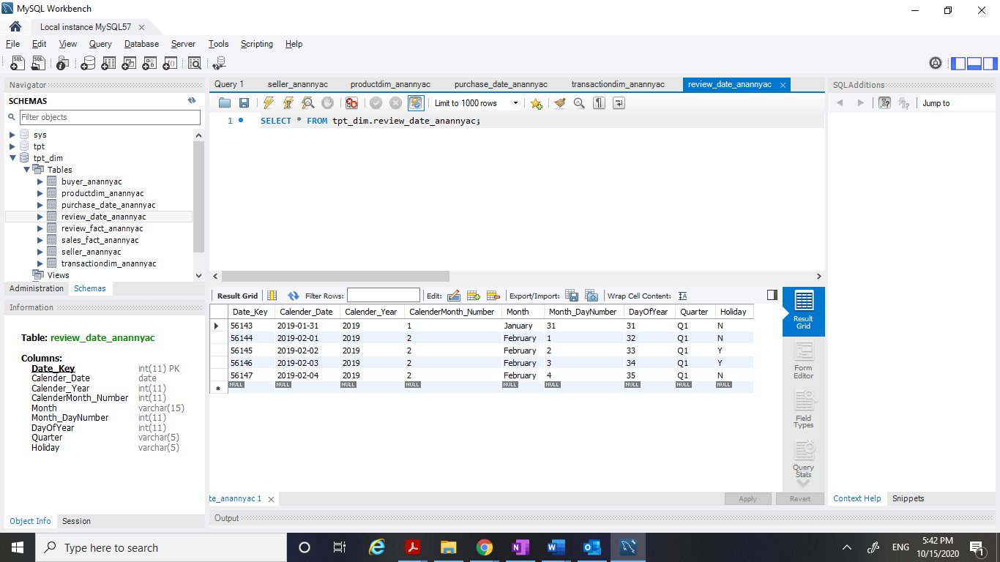 MySQL Workbench
Local instance MySQL57
File Edit View Query Database Server Tools Scripting Help
Navigator
SCHEMAS
Filter objects
sys
tpt
tpt_dim
Tables
buyer_anannyac
productdim_anannyac
purchase_date_anannyac
review_date_anannyac
review_fact_anannyac
sales_fact_anannyac
seller_anannyac
transactiondim_anannyac
Views
Administration Schemas
Information
Table: review_date_anannyac
Columns:
Date_Key int(11) PK
Calender_Date date
Calender_Year int(11)
CalenderMonth_Number int(11)
Month varchar(15)
Month_DayNumber int(11)
DayOfYear int(11)
Quarter varchar(5)
Holiday varchar(5)
Object Info Session
Query 1 seller_anannyac productdim_anannyac purchase_date_anannyac transactiondim_anannyac review_date_anannyac
Limit to 1000 rows
1 SELECT * FROM tpt_dim.review_date_anannyac;
Result Grid Filter Rows: Edit: Export/Import: Wrap Cell Content:
Date_Key Calender_Date Calender_Year CalenderMonth_Number Month Month_DayNumber DayOfYear Quarter Holiday
56143 2019-01-31 2019 1 January 31 31 Q1 N
56144 2019-02-01 2019 2 February 1 32 Q1 N
56145 2019-02-02 2019 2 February 2 33 Q1 Y
56146 2019-02-03 2019 2 February 3 34 Q1 Y
56147 2019-02-04 2019 2 February 4 35 Q1 N
NULL NULL NULL NULL NULL NULL NULL NULL NULL
Result
Grid
Form
Editor
Field
Types
Query
Stats
te_anannyac 1
Apply Revert
Output
SQLAdditions
Jump to
Context Help Snippets
Type here to search
ENG
5:42 PM
10/15/2020
1